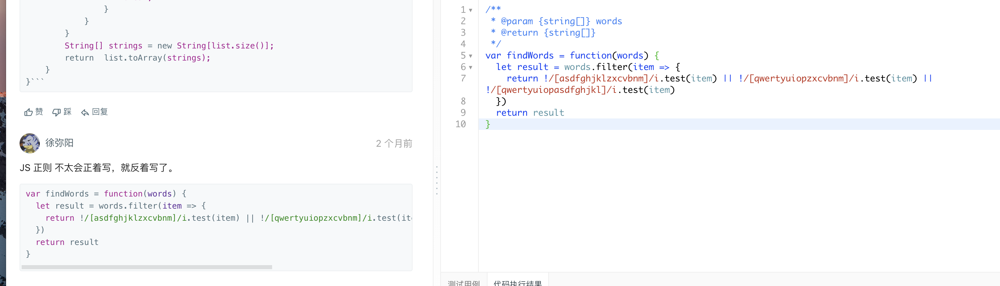 }
}
}
String[] strings = new String[list.size()];
return  list.toArray(strings);
}
}```
赞 踩 回复
徐弥阳
2 个月前
JS 正则 不太会正着写，就反着写了。
var findWords = function(words) {
let result = words.filter(item => {
return !/[asdfghjklzxcvbnm]/i.test(item) || !/[qwertyuiopzxcvbnm]/i.test(it
})
return result
}
1 /**
2  * @param {string[]} words
3  * @return {string[]}
4  */
5 var findWords = function(words) {
6   let result = words.filter(item => {
7     return !/[asdfghjklzxcvbnm]/i.test(item) || !/[qwertyuiopzxcvbnm]/i.test(item) ||
!/[qwertyuiopasdfghjkl]/i.test(item)
8   })
9   return result
10 }
测试用例 代码执行结果